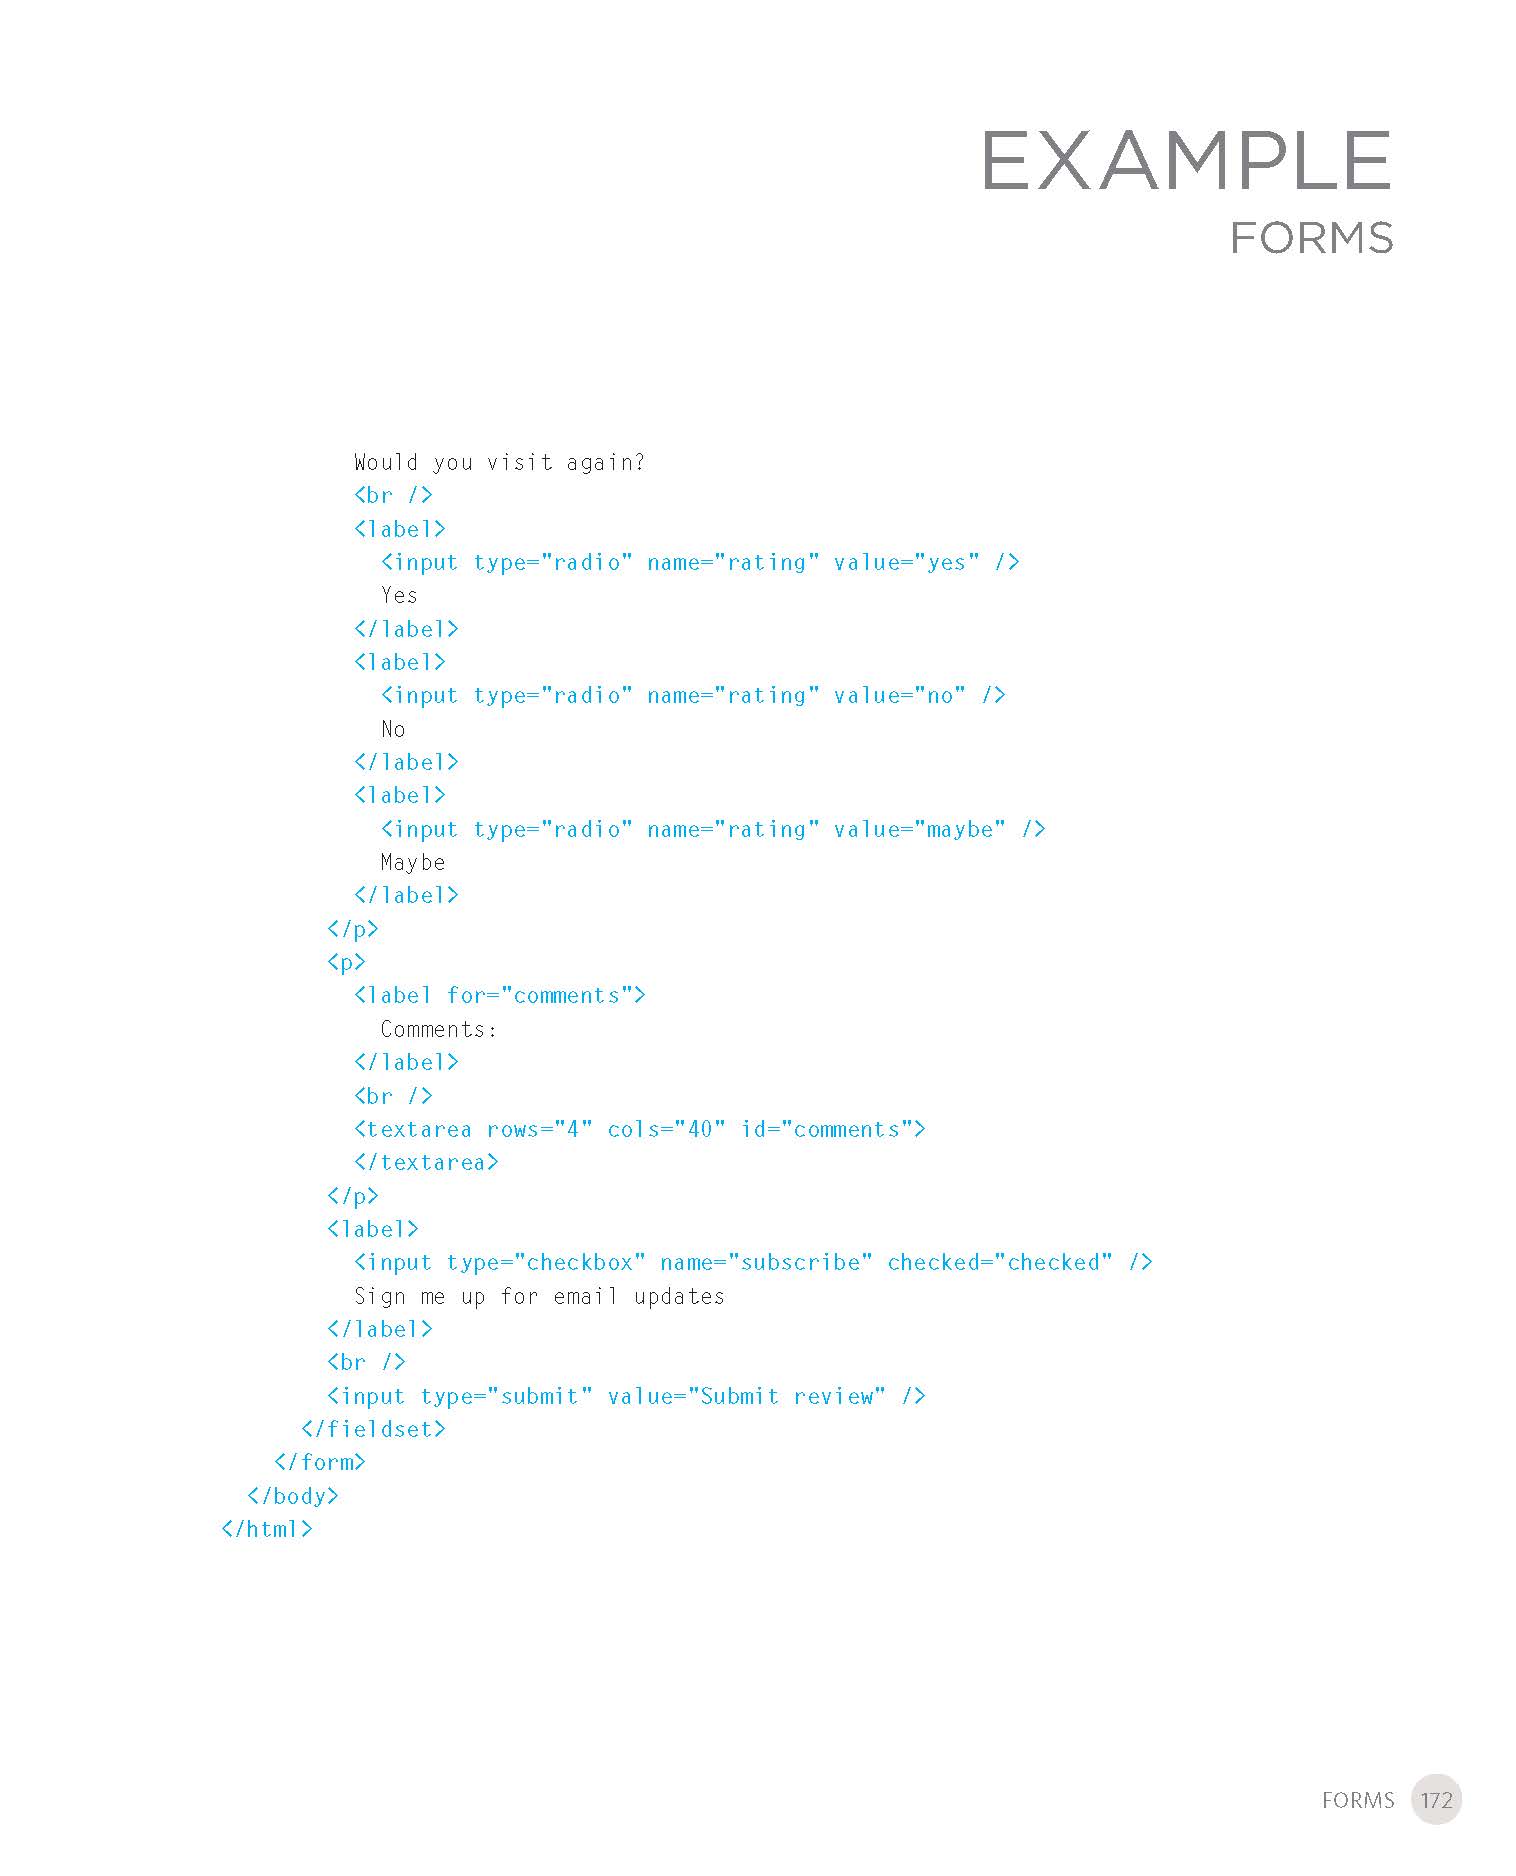 EXAMPLE
FORMS
Would you visit again?
<br />
<label>
<input type="radio" name="rating" value="yes" />
Yes
</label>
<label>
<input type="radio" name="rating" value="no" />
No
</label>
<label>
<input type="radio" name="rating" value="maybe" />
Maybe
</label>
</p>
<p>
<label for="comments">
Comments:
</label>
<br />
<textarea rows="4" cols="40" id="comments">
</textarea>
</p>
<label>
<input type="checkbox" name="subscribe" checked="checked" />
Sign me up for email updates
</label>
<br />
<input type="submit" value="Submit review" />
</fieldset>
</form>
</body>
</html>
FORMS 172